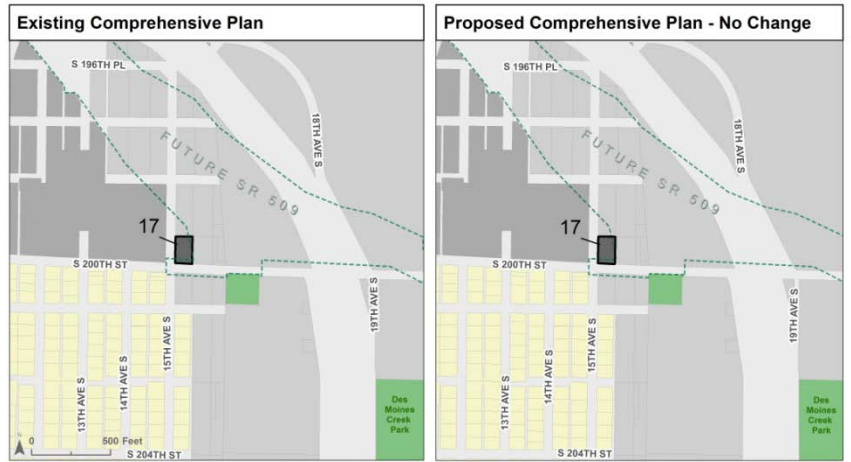 Existing Comprehensive Plan
S 196TH PL
18TH AVE S
FUTURE SR 509
17
S 200TH ST
19TH AVE S
15TH AVE S
14TH AVE S
13TH AVE S
Des
Moines
Creek
Park
N
0 500 Feet
S 204TH ST
Proposed Comprehensive Plan - No Change
S 196TH PL
18TH AVE S
FUTURE SR 509
17
S 200TH ST
19TH AVE S
15TH AVE S
14TH AVE S
13TH AVE S
Des
Moines
Creek
Park
S 204TH ST